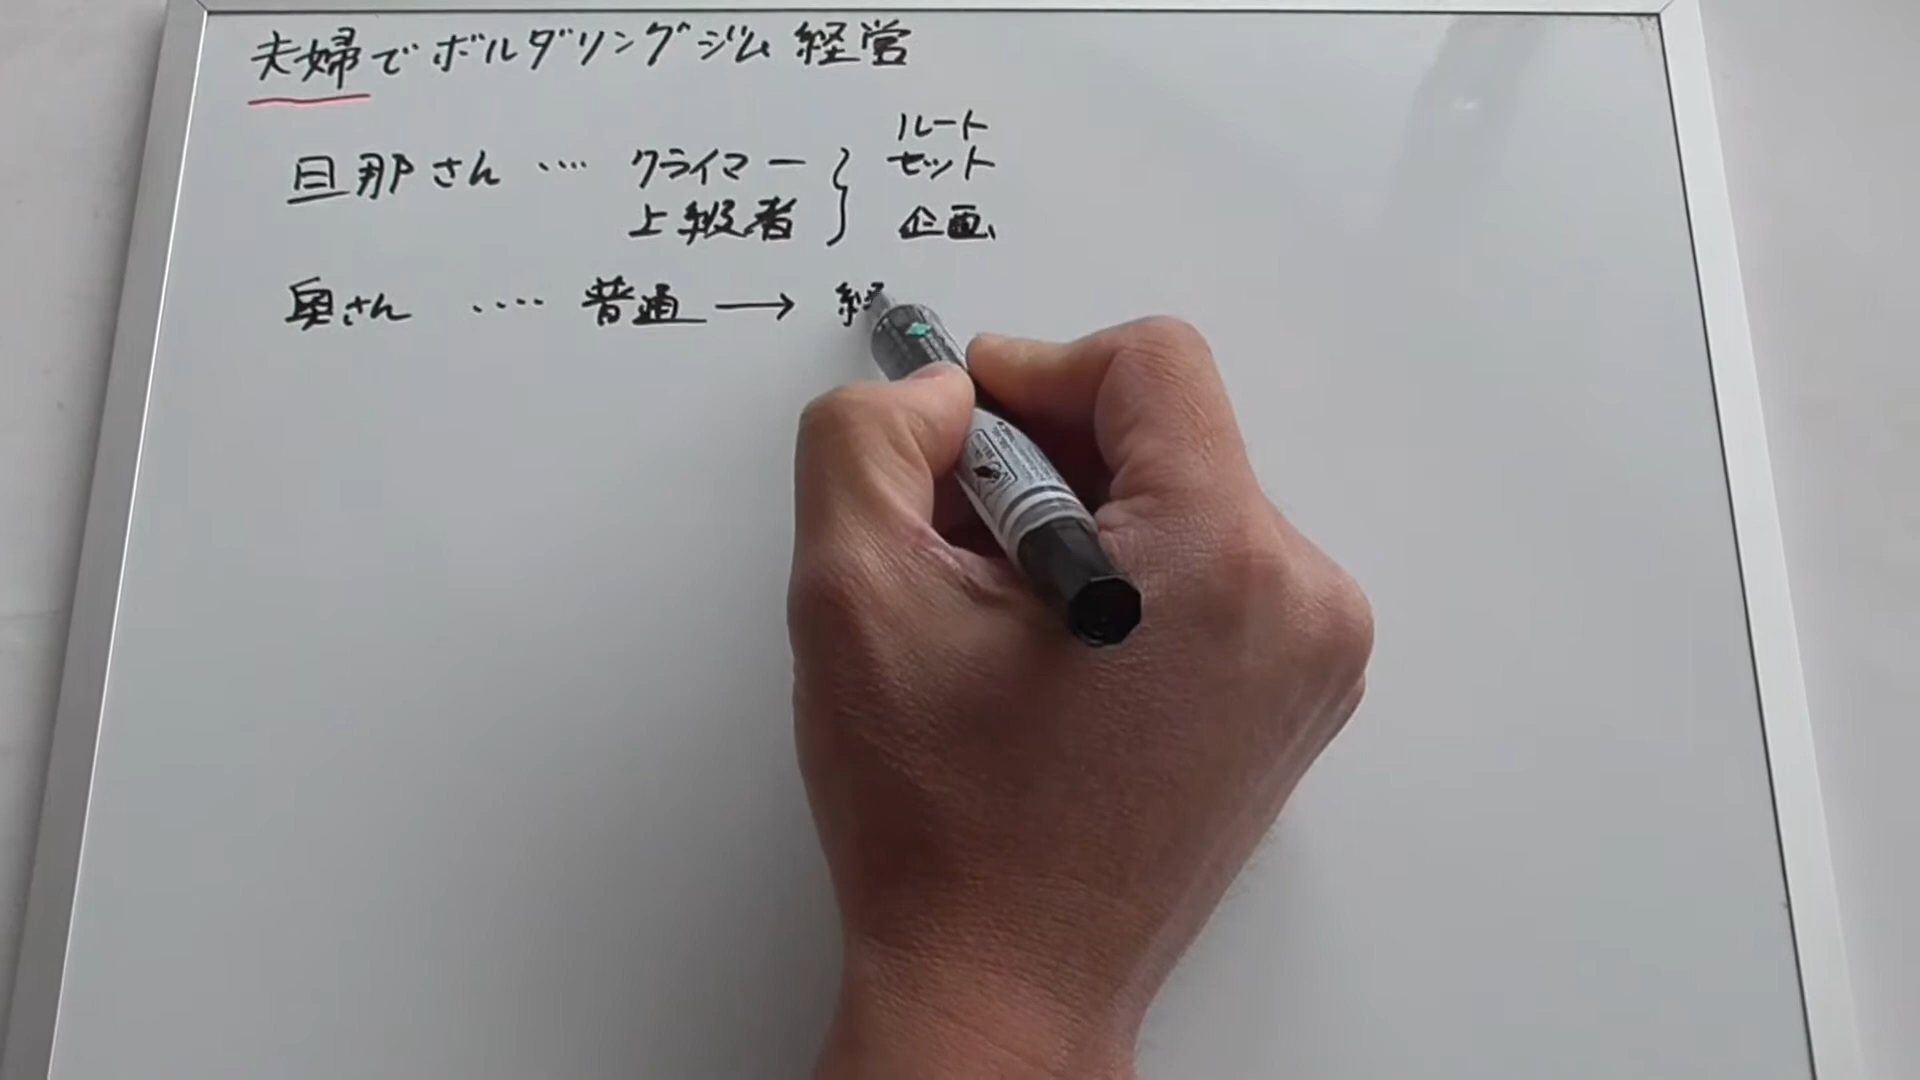 夫婦でボルダリングジム経営
旦那さん ‥‥ クライマー
上級者
ルート
セット
企画
奥さん ‥‥ 普通 →